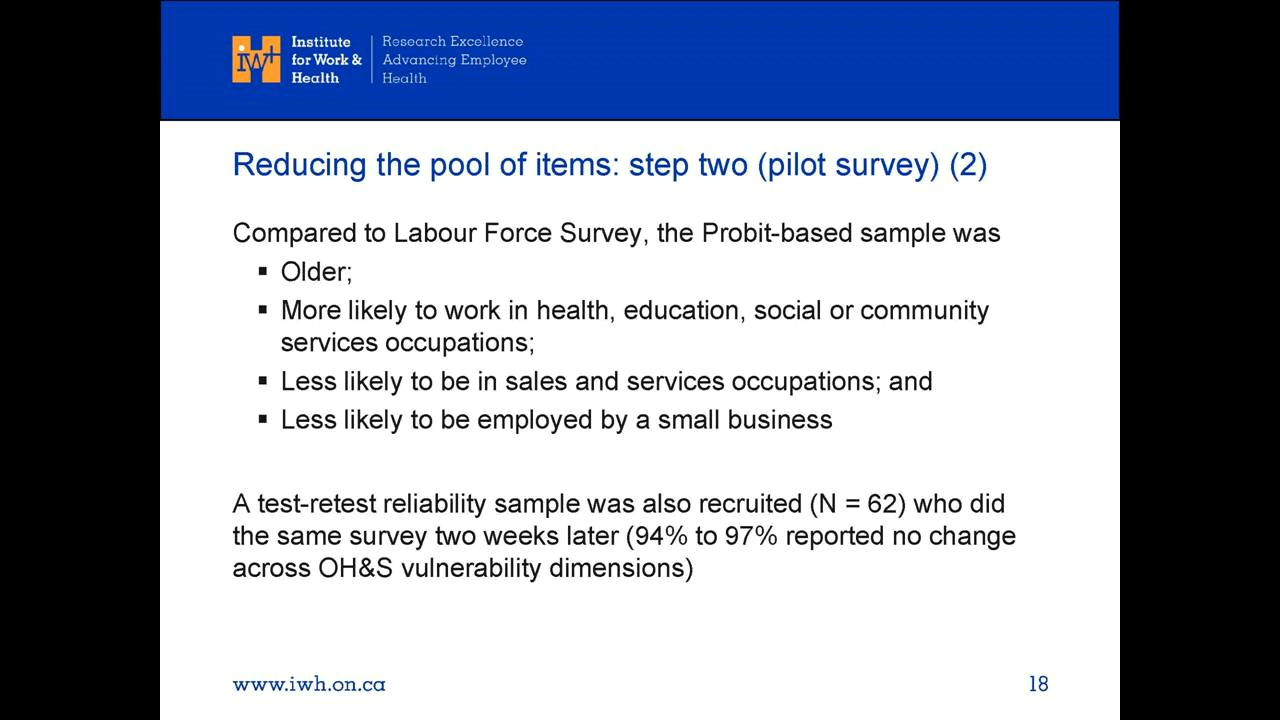 Institute
for Work &
Health
Research Excellence
Advancing Employee
Health
iw+
Reducing the pool of items: step two (pilot survey) (2)
Compared to Labour Force Survey, the Probit-based sample was
▪ Older;
▪ More likely to work in health, education, social or community
services occupations;
▪ Less likely to be in sales and services occupations; and
▪ Less likely to be employed by a small business
A test-retest reliability sample was also recruited (N = 62) who did
the same survey two weeks later (94% to 97% reported no change
across OH&S vulnerability dimensions)
www.iwh.on.ca
18